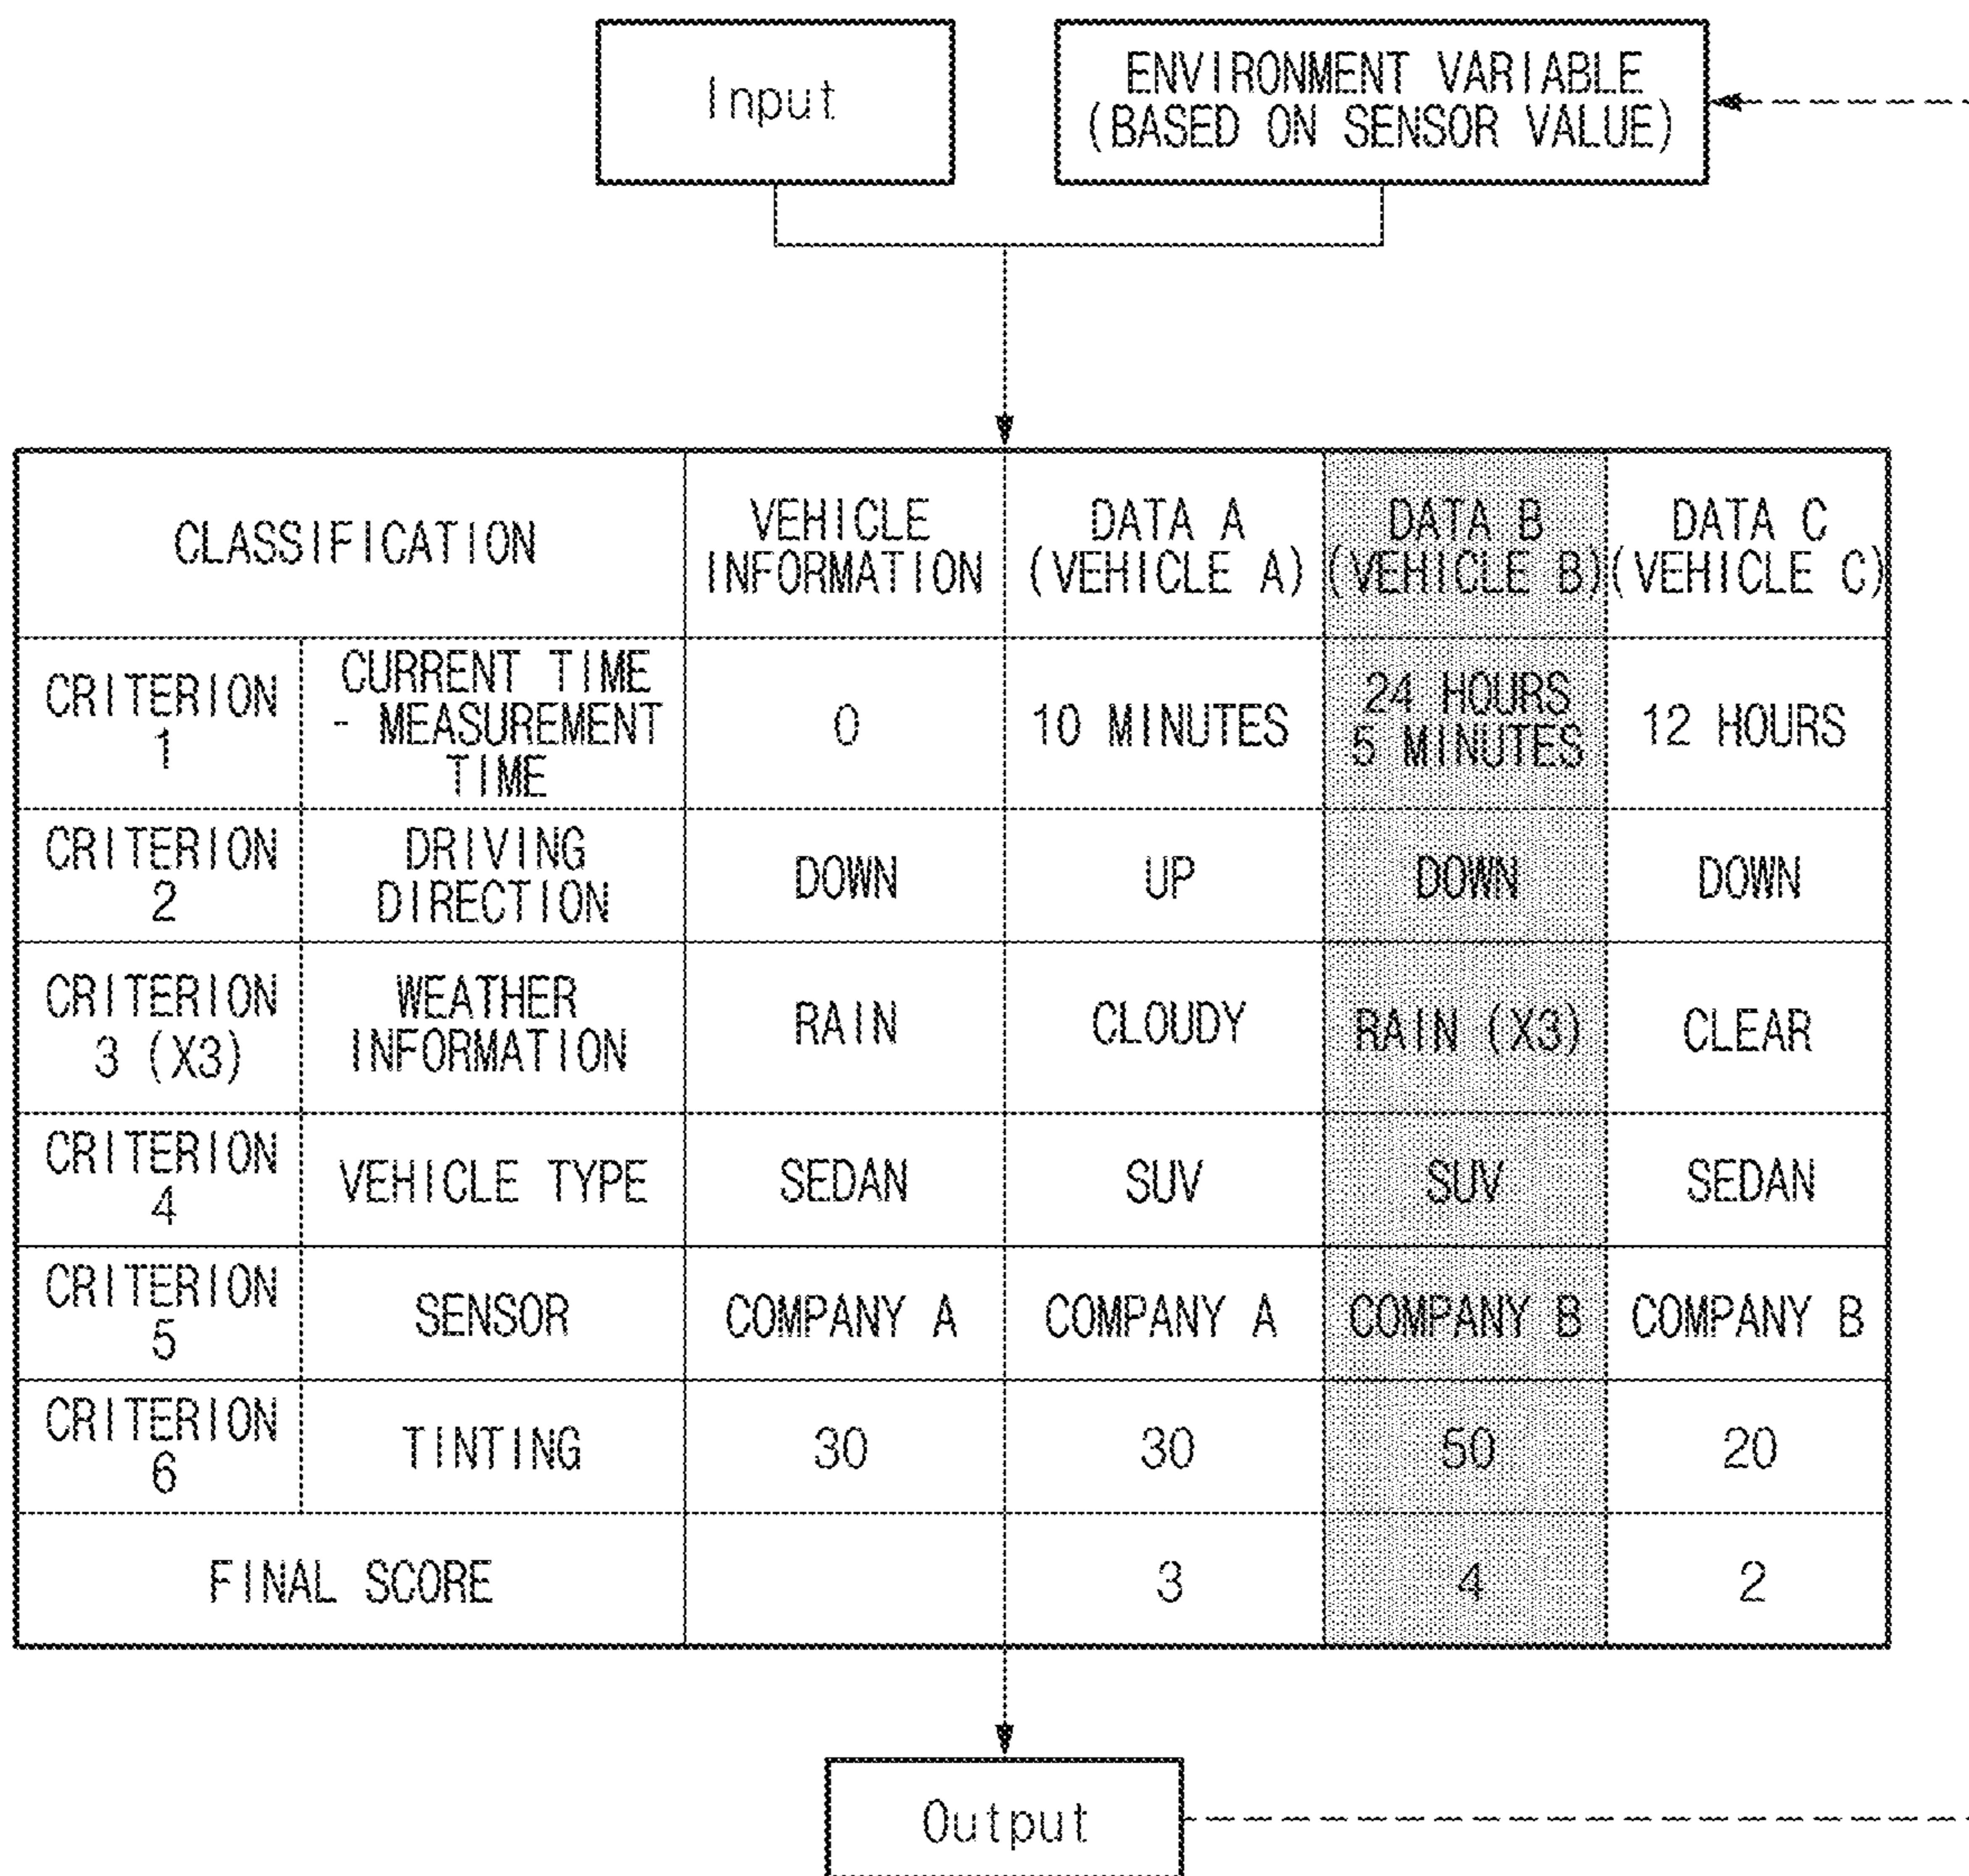 Input
ENVIRONMENT VARIABLE
(BASED ON SENSOR VALUE)
CLASSIFICATION
VEHICLE
INFORMATION
DATA A
(VEHICLE A)
DATA B
(VEHICLE B)
DATA C
(VEHICLE C)
CRITERION
1
CURRENT TIME
- MEASUREMENT
TIME
0
10 MINUTES
24 HOURS
5 MINUTES
12 HOURS
CRITERION
2
DRIVING
DIRECTION
DOWN
UP
DOWN
DOWN
CRITERION
3 (X3)
WEATHER
INFORMATION
RAIN
CLOUDY
RAIN (X3)
CLEAR
CRITERION
4
VEHICLE TYPE
SEDAN
SUV
SUV
SEDAN
CRITERION
5
SENSOR
COMPANY A
COMPANY A
COMPANY B
COMPANY B
CRITERION
6
TINTING
30
30
50
20
FINAL SCORE
3
4
2
Output